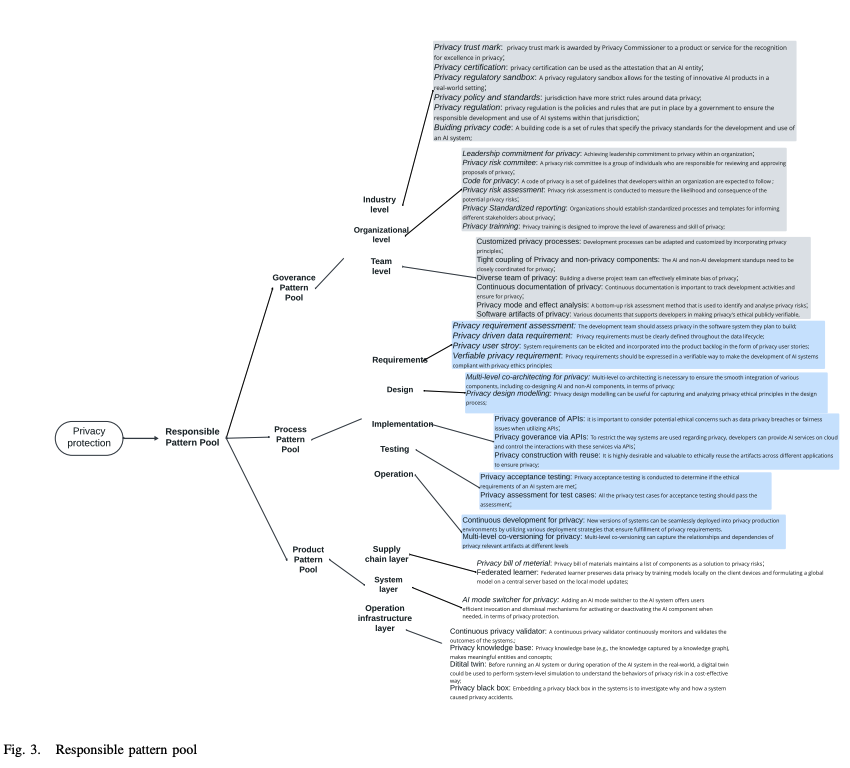 Privacy trust mark: privacy trust mark is awarded by Privacy Commissioner to a product or service for the recognition
for excellence in privacy;
Privacy certification: privacy certification can be used as the attestation that an AI entity;
Privacy regulatory sandbox: A privacy regulatory sandbox allows for the testing of innovative AI products in a
real-world setting;
Privacy policy and standards: jurisdiction have more strict rules around data privacy;
Privacy regulation: privacy regulation is the policies and rules that are put in place by a government to ensure the
responsible development and use of AI systems within that jurisdiction;
Buiding privacy code: A building code is a set of rules that specify the privacy standards for the development and use of
an AI system;
Leadership commitment for privacy: Achieving leadership commitment to privacy within an organization;
Privacy risk commitee: A privacy risk committee is a group of individuals who are responsible for reviewing and approving
proposals of privacy;
Code for privacy: A code of privacy is a set of guidelines that developers within an organization are expected to follow;
Privacy risk assessment: Privacy risk assessment is conducted to measure the likelihood and consequence of the
potential privacy risks;
Privacy Standardized reporting: Organizations should establish standardized processes and templates for informing
different stakeholders about privacy;
Privacy trainning: Privacy training is designed to improve the level of awareness and skill of privacy;
Industry
level
Organizational
level
Team
level
Customized privacy processes: Development processes can be adapted and customized by incorporating privacy
principles;
Tight coupling of Privacy and non-privacy components: The AI and non-AI development standups need to be
closely coordinated for privacy;
Diverse team of privacy: Building a diverse project team can effectively eliminate bias of privacy;
Continuous documentation of privacy: Continuous documentation is important to track development activities and
ensure for privacy;
Privacy mode and effect analysis: A bottom-up risk assessment method that is used to identify and analyse privacy risks;
Software artifacts of privacy: Various documents that supports developers in making privacy's ethical publicly verifiable.
Goverance
Pattern
Pool
Privacy requirement assessment: The development team should assess privacy in the software system they plan to build;
Privacy driven data requirement: Privacy requirements must be clearly defined throughout the data lifecycle;
Privacy user stroy: System requirements can be elicited and incorporated into the product backlog in the form of privacy user stories;
Verifiable privacy requirement: Privacy requirements should be expressed in a verifiable way to make the development of AI systems
compliant with privacy ethics principles;
Requirements
Multi-level co-architecting for privacy: Multi-level co-architecting is necessary to ensure the smooth integration of various
components, including co-designing AI and non-AI components, in terms of privacy;
Privacy design modelling: Privacy design modelling can be useful for capturing and analyzing privacy ethical principles in the design
process;
Design
Privacy goverance of APIs: It is important to consider potential ethical concerns such as data privacy breaches or fairness
issues when utilizing APIs;
Privacy goverance via APIs: To restrict the way systems are used regarding privacy, developers can provide AI services on cloud
and control the interactions with these services via APIs;
Privacy construction with reuse: It is highly desirable and valuable to ethically reuse the artifacts across different applications
to ensure privacy;
Implementation
Privacy
protection
Responsible
Pattern Pool
Process
Pattern
Pool
Testing
Operation
Privacy acceptance testing: Privacy acceptance testing is conducted to determine if the ethical
requirements of an AI system are met;
Privacy assessment for test cases: All the privacy test cases for acceptance testing should pass the
assessment;
Continuous development for privacy: New versions of systems can be seamlessly deployed into privacy production
environments by utilizing various deployment strategies that ensure fulfillment of privacy requirements.
Multi-level co-versioning for privacy: Multi-level co-versioning can capture the relationships and dependencies of
privacy relevant artifacts at different levels
Product
Pattern
Pool
Supply
chain layer
Privacy bill of meterial: Privacy bill of materials maintains a list of components as a solution to privacy risks;
Federated learner: Federated learner preserves data privacy by training models locally on the client devices and formulating a global
model on a central server based on the local model updates;
System
layer
AI mode switcher for privacy: Adding an AI mode switcher to the AI system offers users
efficient invocation and dismissal mechanisms for activating or deactivating the AI component when
needed, in terms of privacy protection.
Operation
infrastructure
layer
Continuous privacy validator: A continuous privacy validator continuously monitors and validates the
outcomes of the systems.;
Privacy knowledge base: Privacy knowledge base (e.g., the knowledge captured by a knowledge graph),
makes meaningful entities and concepts;
Ditital twin: Before running an AI system or during operation of the AI system in the real-world, a digital twin
could be used to perform system-level simulation to understand the behaviors of privacy risk in a cost-effective
way;
Privacy black box: Embedding a privacy black box in the systems is to investigate why and how a system
caused privacy accidents.
Fig. 3. Responsible pattern pool